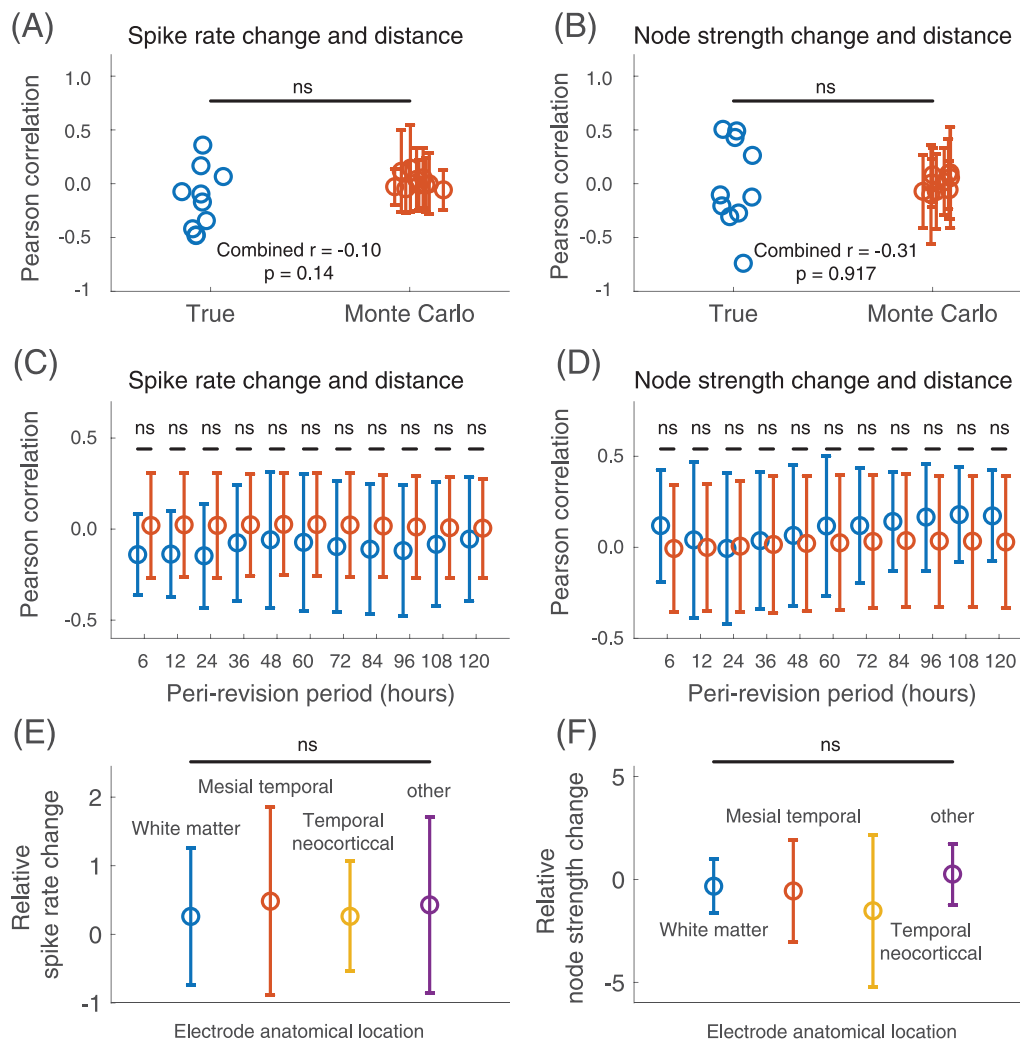 (A)
Spike rate change and distance
Pearson correlation
1.0
0.5
0.0
-0.5
-1
ns
Combined r = -0.10
p = 0.14
True
Monte Carlo
(B)
Node strength change and distance
Pearson correlation
1.0
0.5
0.0
-0.5
-1
ns
Combined r = -0.31
p = 0.917
True
Monte Carlo
(C)
Spike rate change and distance
Pearson correlation
0.5
0.0
-0.5
ns ns ns ns ns ns ns ns ns ns ns
6 12 24 36 48 60 72 84 96 108 120
Peri-revision period (hours)
(D)
Node strength change and distance
Pearson correlation
0.5
0.0
-0.5
ns ns ns ns ns ns ns ns ns ns ns
6 12 24 36 48 60 72 84 96 108 120
Peri-revision period (hours)
(E)
Relative
spike rate change
2
1
0
-1
ns
White matter
Mesial temporal
Temporal
neocorticcal
other
Electrode anatomical location
(F)
Relative
node strength change
5
0
-5
ns
White matter
Mesial temporal
Temporal
neocorticcal
other
Electrode anatomical location